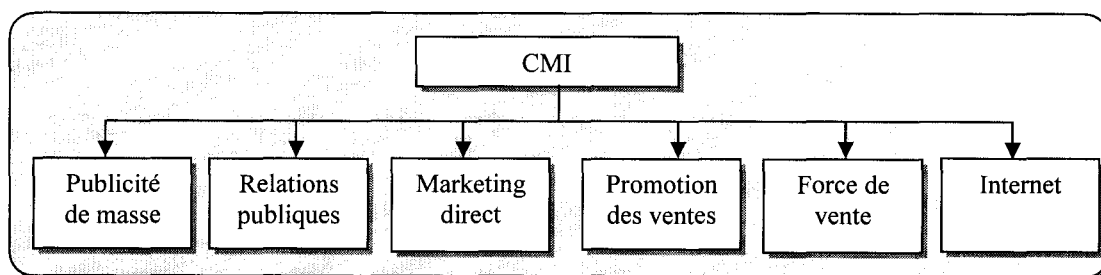 CMI
Publicité
de masse
Relations
publiques
Marketing
direct
Promotion
des ventes
Force de
vente
Internet